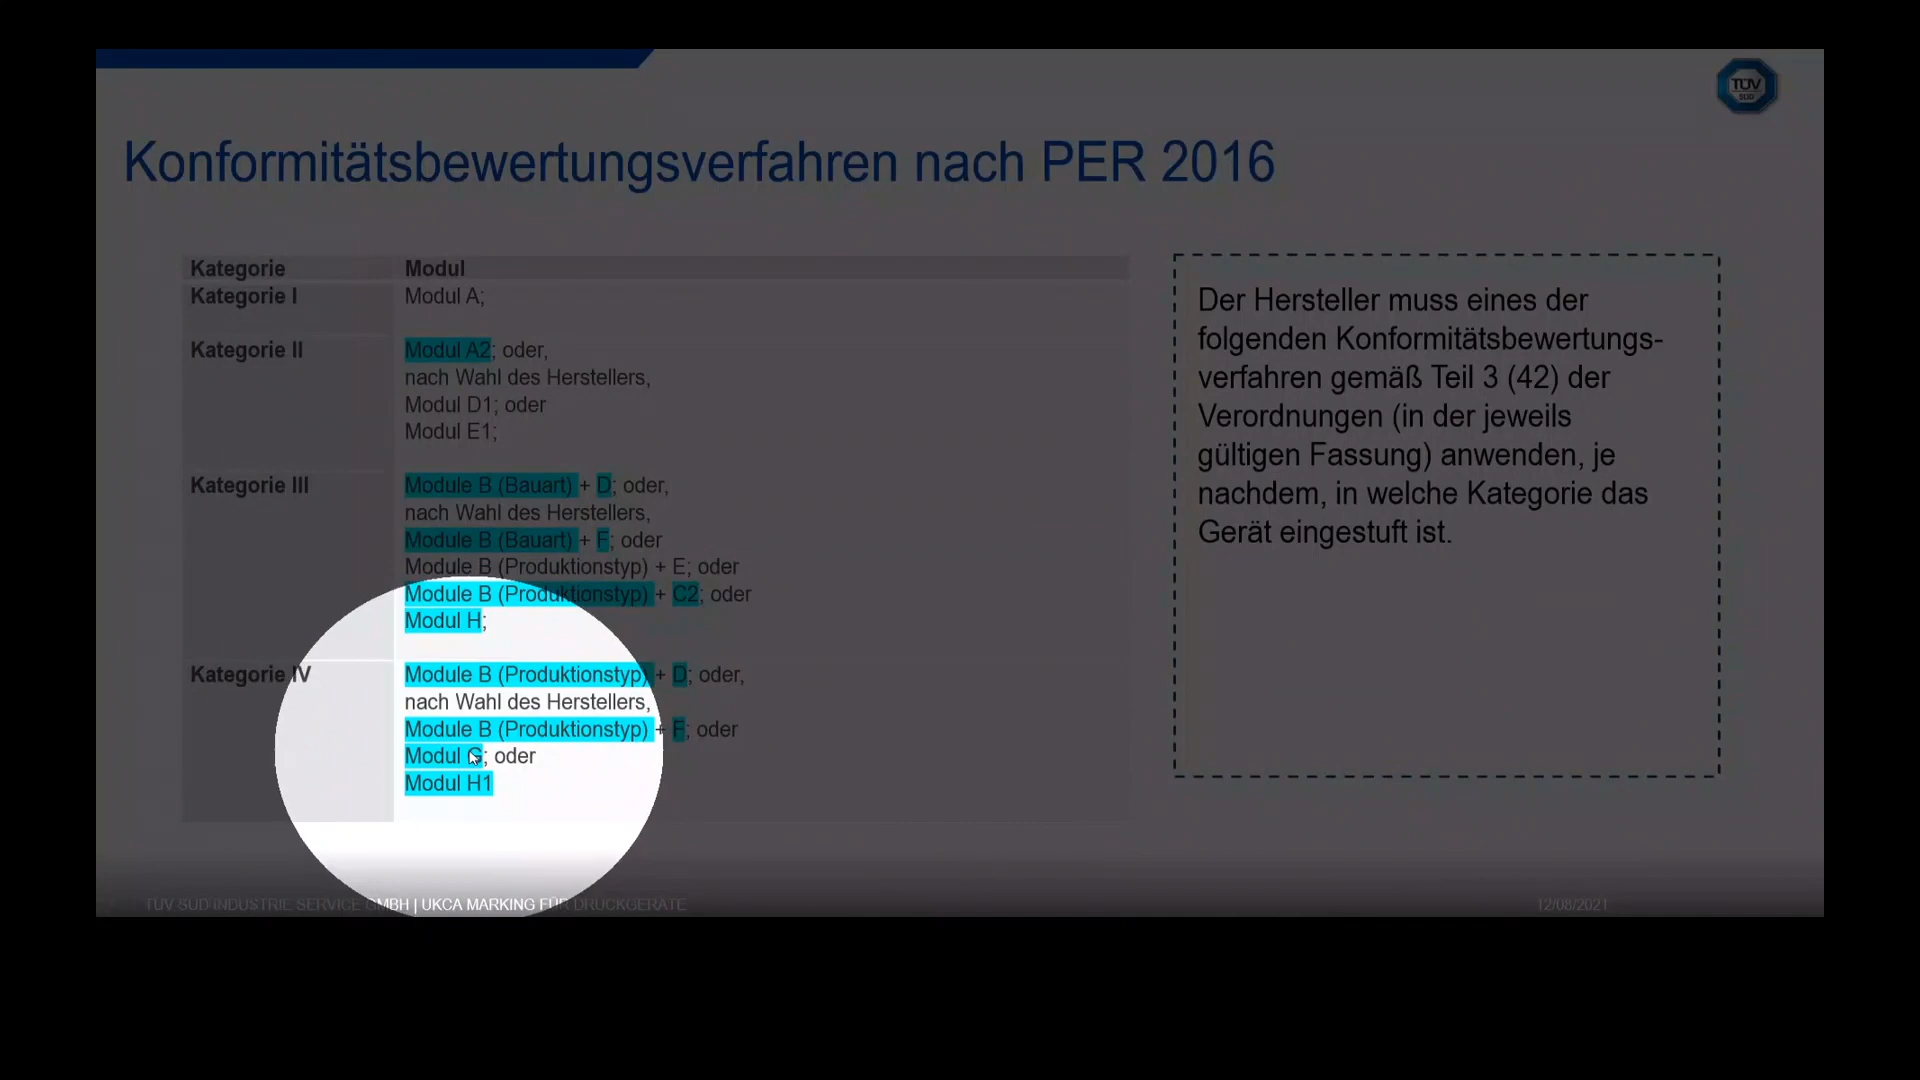 TÜV
SÜD
Konformitätsbewertungsverfahren nach PER 2016
Kategorie Modul
Kategorie I Modul A;
Kategorie II Modul A2; oder,
nach Wahl des Herstellers,
Modul D1; oder
Modul E1;
Kategorie III Module B (Bauart) + D; oder,
nach Wahl des Herstellers,
Module B (Bauart) + F; oder
Module B (Produktionstyp) + E; oder
Module B (Produktionstyp) + C2; oder
Modul H;
Kategorie IV Module B (Produktionstyp) + D; oder,
nach Wahl des Herstellers,
Module B (Produktionstyp) + F; oder
Modul G; oder
Modul H1
Der Hersteller muss eines der
folgenden Konformitätsbewertungs-
verfahren gemäß Teil 3 (42) der
Verordnungen (in der jeweils
gültigen Fassung) anwenden, je
nachdem, in welche Kategorie das
Gerät eingestuft ist.
TÜV SÜD INDUSTRIE SERVICE GMBH | UKCA MARKING FÜR DRUCKGERÄTE
12/08/2021